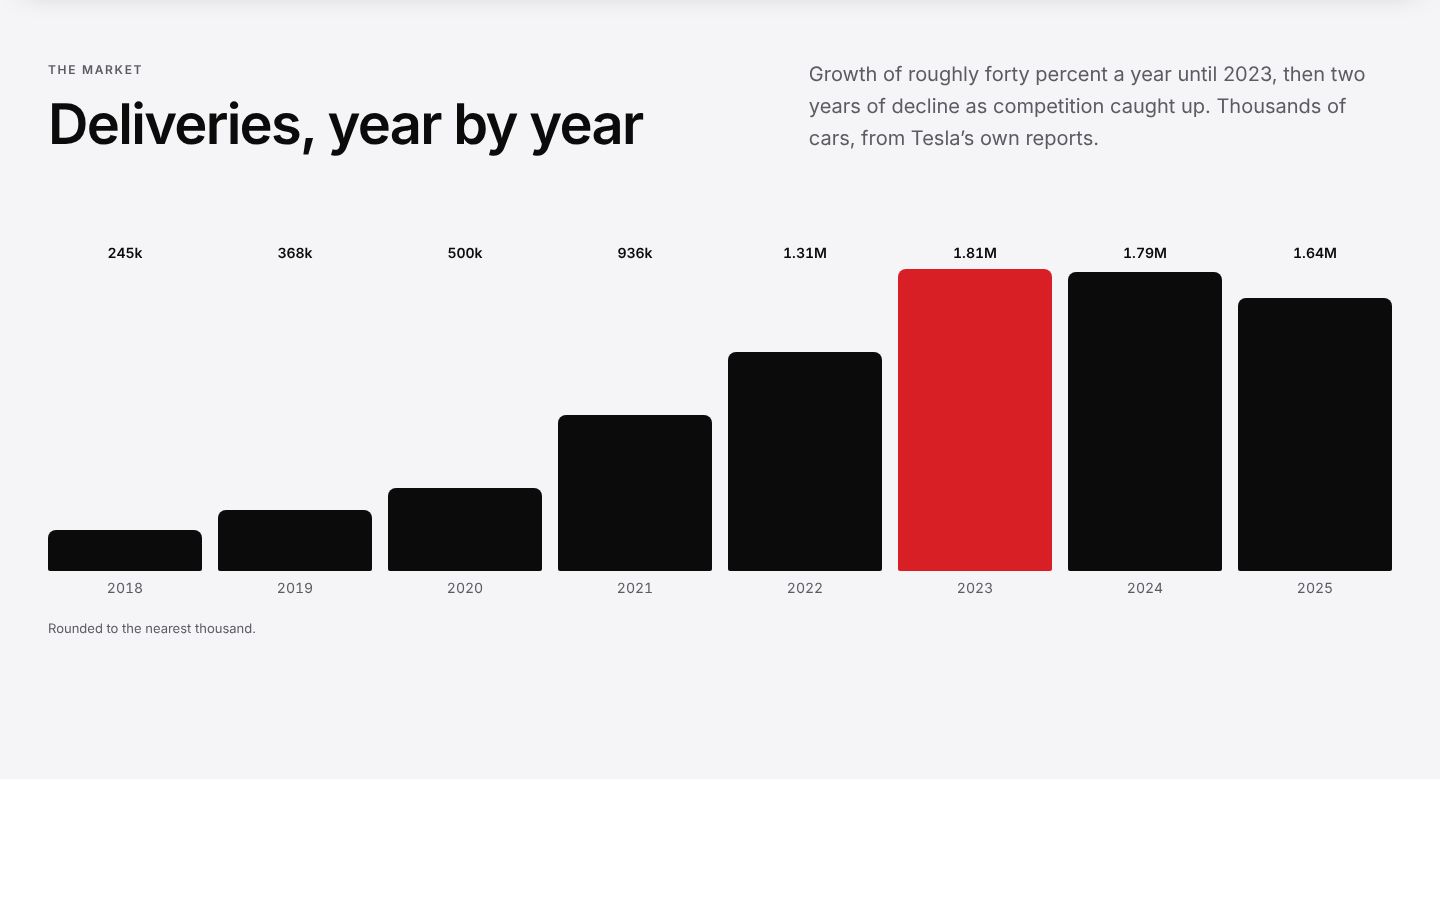 THE MARKET
Deliveries, year by year
Growth of roughly forty percent a year until 2023, then two
years of decline as competition caught up. Thousands of
cars, from Tesla’s own reports.
245k 368k 500k 936k 1.31M 1.81M 1.79M 1.64M
2018 2019 2020 2021 2022 2023 2024 2025
Rounded to the nearest thousand.